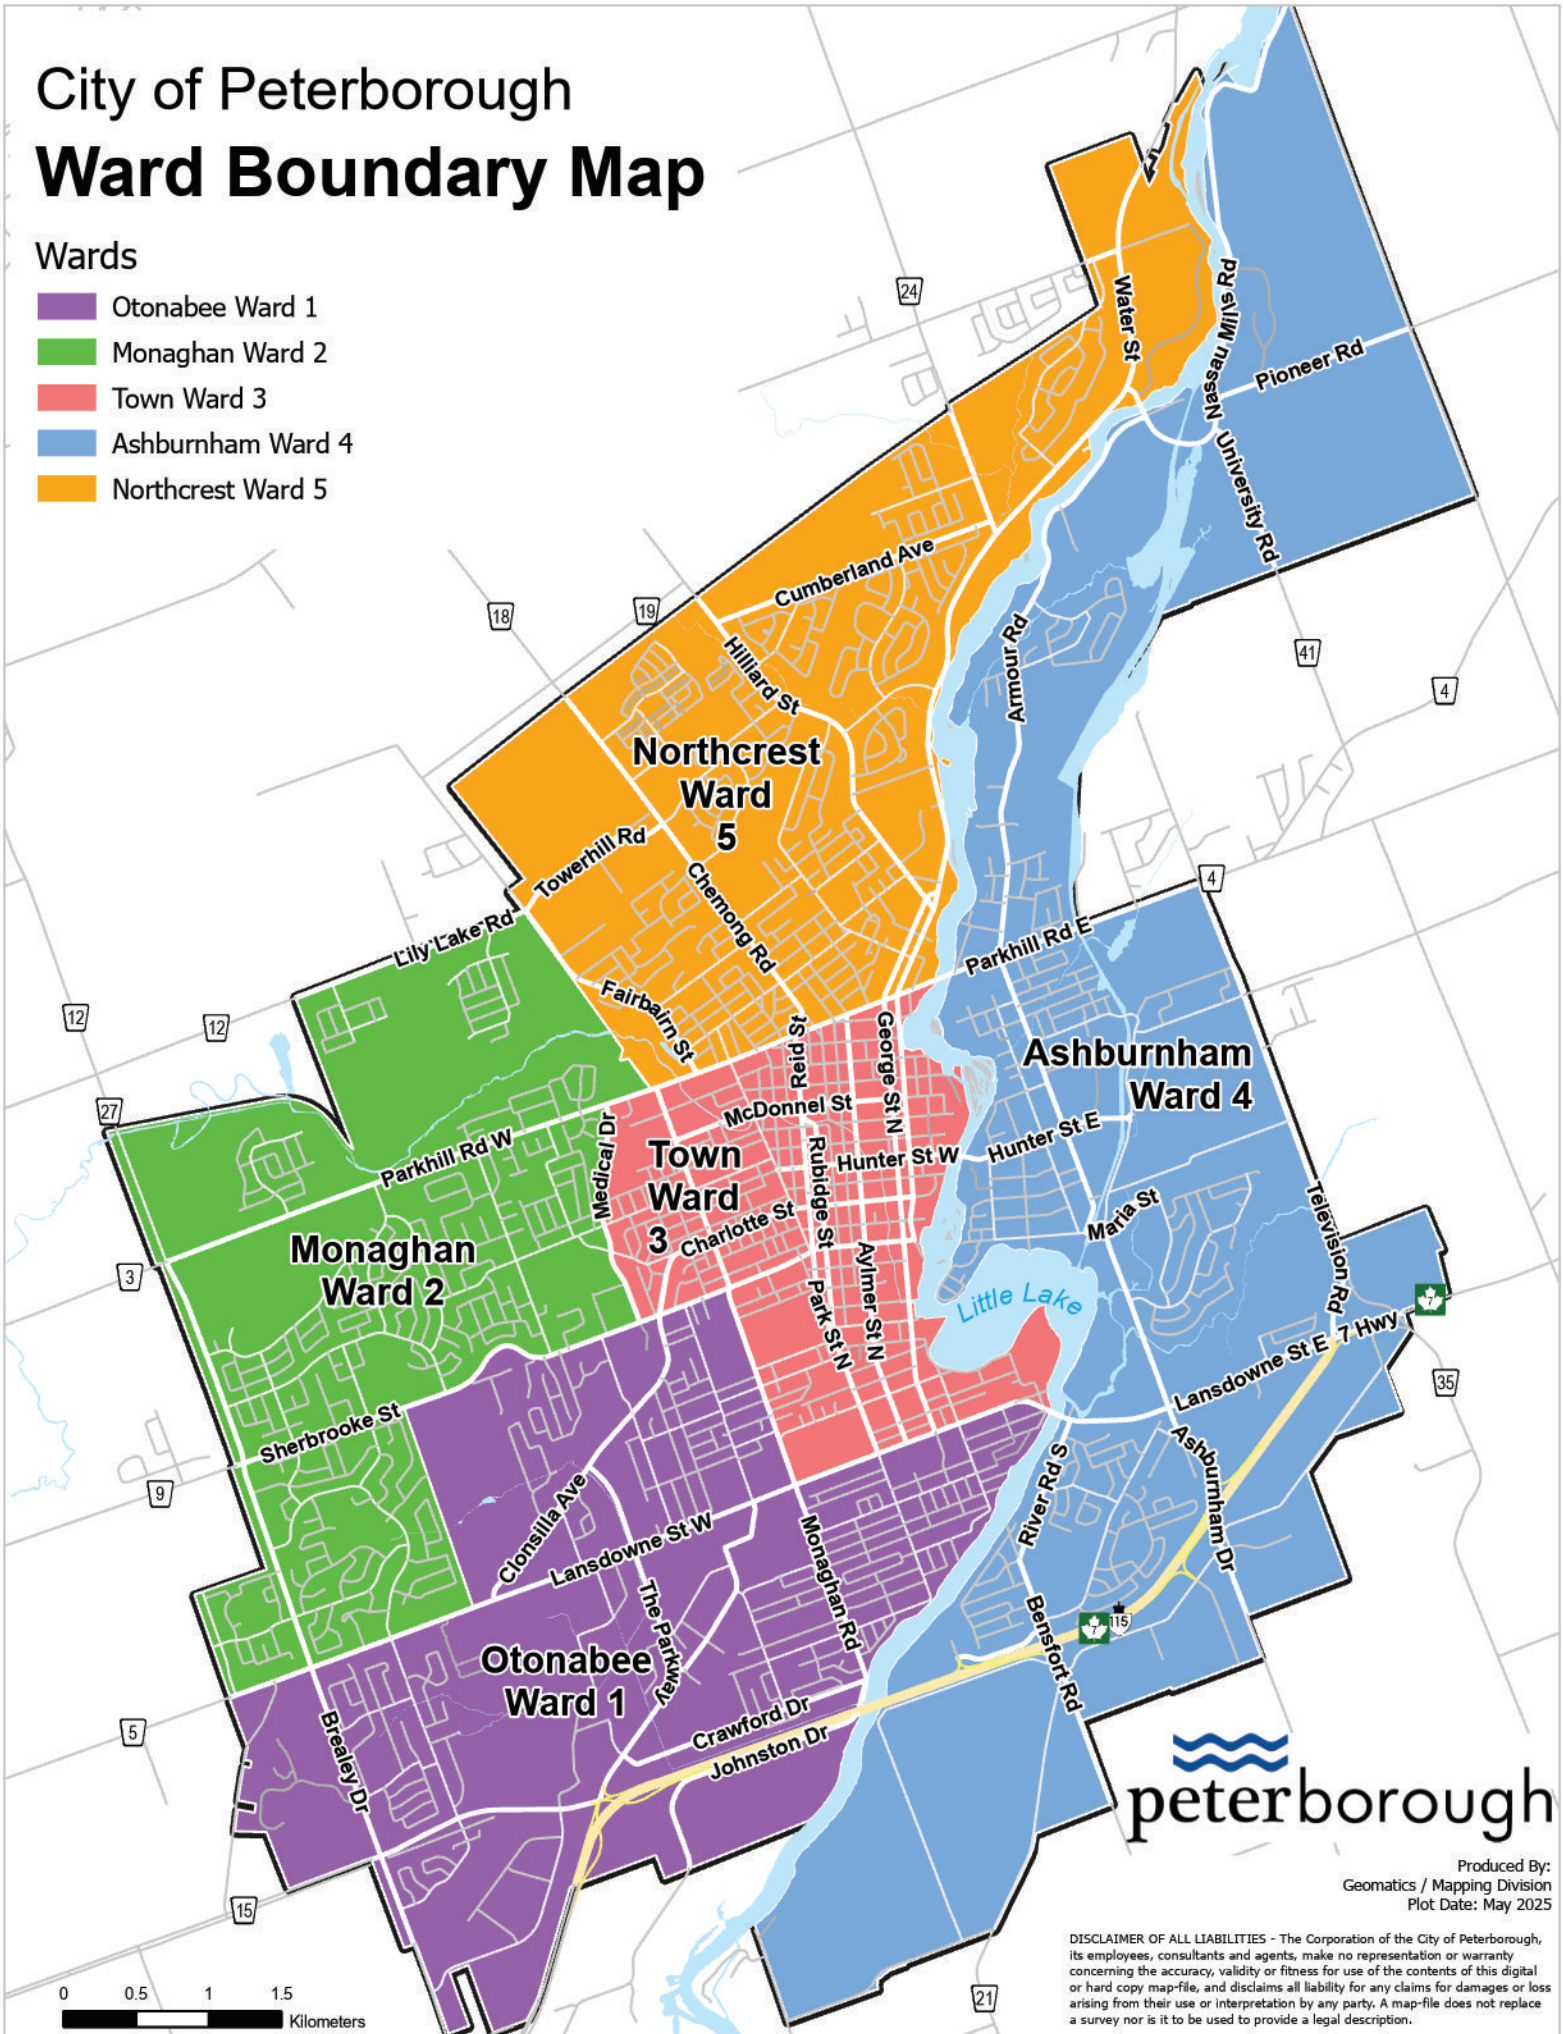 City of Peterborough
Ward Boundary Map
Wards
Otonabee Ward 1
Monaghan Ward 2
Town Ward 3
Ashburnham Ward 4
Northcrest Ward 5
24
Water St
Nassau Mills Rd
Pioneer Rd
University Rd
Cumberland Ave
18
19
Hilliard St
Armour Rd
41
4
Northcrest
Ward
5
Towerhill Rd
Chemong Rd
4
Lily Lake Rd
Parkhill Rd E
Fairbairn St
12
12
Reid St
George St N
Ashburnham
Ward 4
27
McDonnel St
Medical Dr
Parkhill Rd W
Town
Ward
3
Rubidge St
Hunter St W
Hunter St E
Charlotte St
Maria St
Television Rd
Monaghan
Ward 2
3
Aylmer St N
Park St N
Little Lake
7
7 Hwy
Lansdowne St E
35
Sherbrooke St
9
Clonsilla Ave
River Rd S
Ashburnham Dr
Lansdowne St W
Monaghan Rd
The Parkway
Bensfort Rd
7
115
Otonabee
Ward 1
5
Brealey Dr
Crawford Dr
Johnston Dr
peterborough
15
21
Produced By:
Geomatics / Mapping Division
Plot Date: May 2025
DISCLAIMER OF ALL LIABILITIES - The Corporation of the City of Peterborough,
its employees, consultants and agents, make no representation or warranty
concerning the accuracy, validity or fitness for use of the contents of this digital
or hard copy map-file, and disclaims all liability for any claims for damages or loss
arising from their use or interpretation by any party. A map-file does not replace
a survey nor is it to be used to provide a legal description.
0 0.5 1 1.5
Kilometers